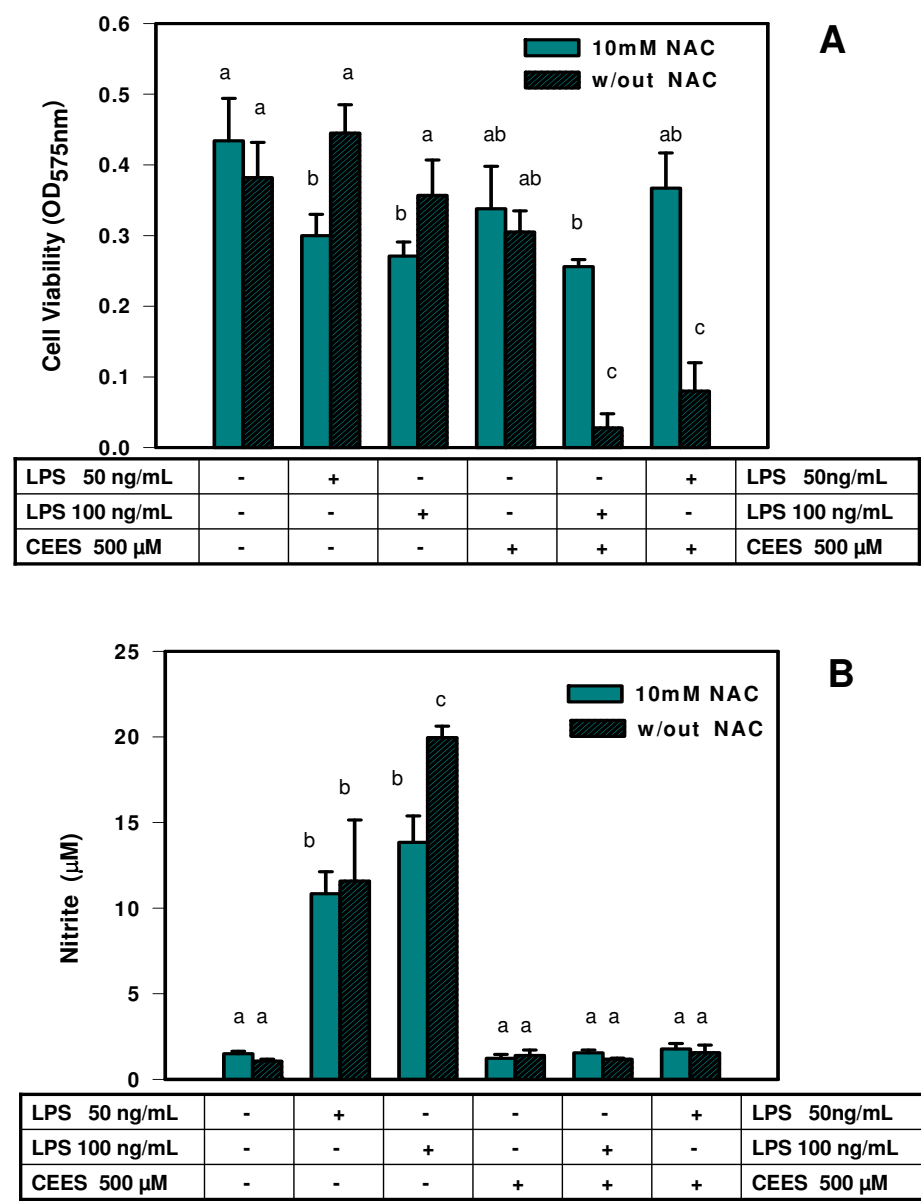 A
10mM NAC
w/out NAC
Cell Viability (OD575nm)
0.6
0.5
0.4
0.3
0.2
0.1
0.0
a
a
b
a
b
a
ab
ab
b
c
ab
c
LPS 50 ng/mL - + - - - + LPS 50ng/mL
LPS 100 ng/mL - - + - + - LPS 100 ng/mL
CEES 500 µM - - - + + + CEES 500 µM
B
10mM NAC
w/out NAC
Nitrite (µM)
25
20
15
10
5
0
a a
b
b
b
c
a a
a a
a a
LPS 50 ng/mL - + - - - + LPS 50ng/mL
LPS 100 ng/mL - - + - + - LPS 100 ng/mL
CEES 500 µM - - - + + + CEES 500 µM